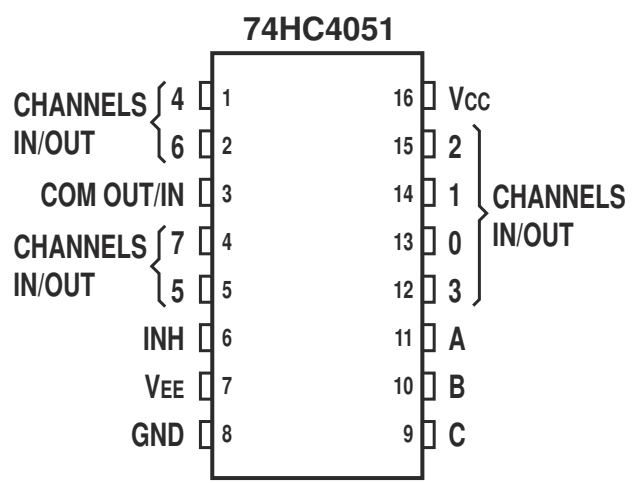 74HC4051
CHANNELS IN/OUT
4 1
6 2
COM OUT/IN 3
CHANNELS IN/OUT
7 4
5 5
INH 6
VEE 7
GND 8
16 VCC
15 2
14 1
13 0
12 3
CHANNELS IN/OUT
11 A
10 B
9 C